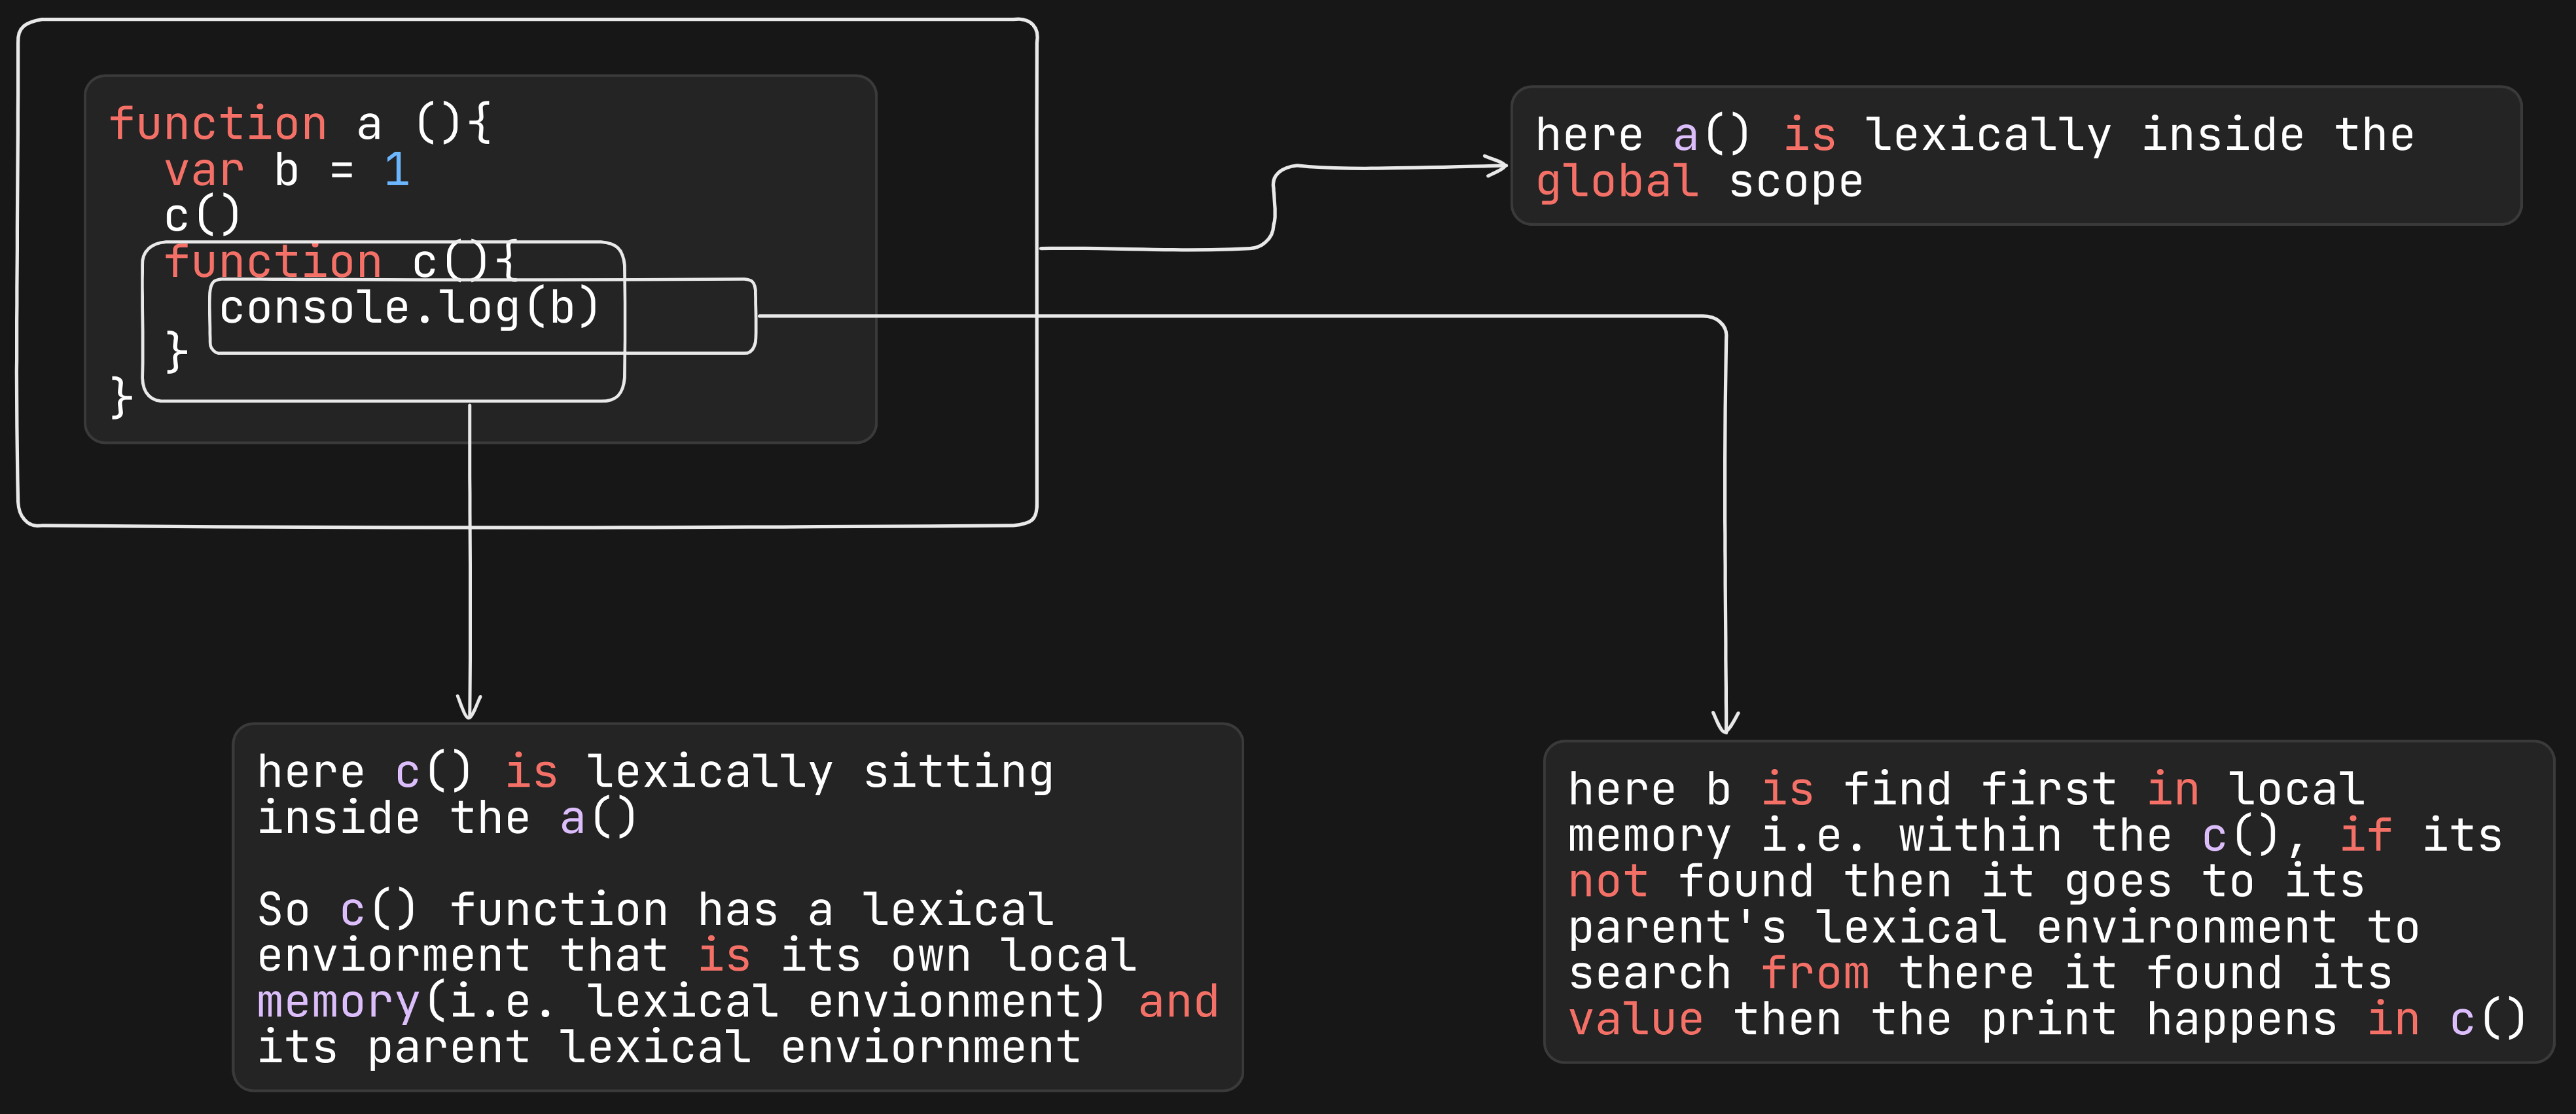 function a (){
  var b = 1
  c()
  function c(){
    console.log(b)
  }
}
here a() is lexically inside the
global scope
here c() is lexically sitting
inside the a()
So c() function has a lexical
enviorment that is its own local
memory(i.e. lexical envionment) and
its parent lexical enviornment
here b is find first in local
memory i.e. within the c(), if its
not found then it goes to its
parent's lexical environment to
search from there it found its
value then the print happens in c()